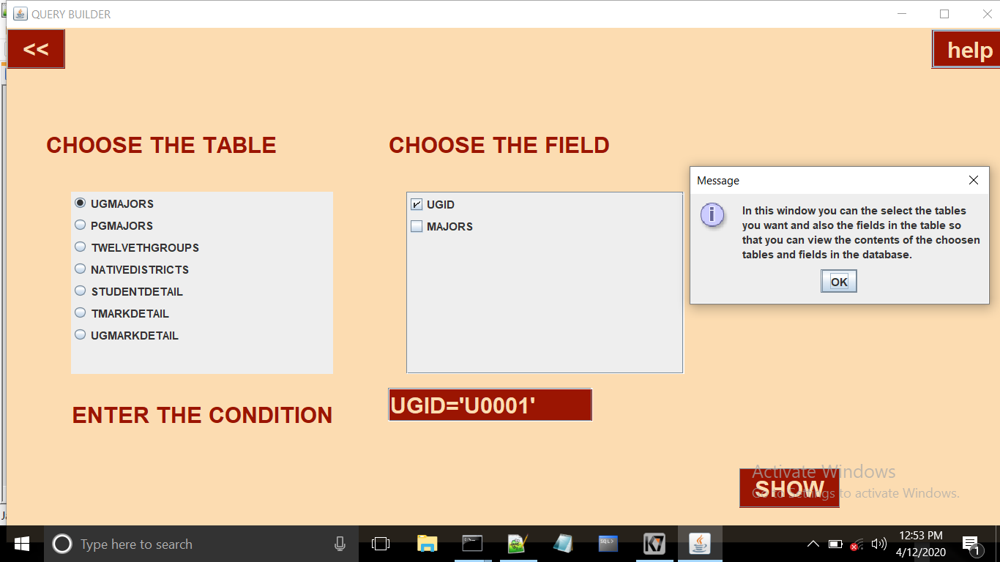 QUERY BUILDER
<<
help
CHOOSE THE TABLE
CHOOSE THE FIELD
UGMAJORS
PGMAJORS
TWELVETHGROUPS
NATIVEDISTRICTS
STUDENTDETAIL
TMARKDETAIL
UGMARKDETAIL
UGID
MAJORS
Message
In this window you can the select the tables
you want and also the fields in the table so
that you can view the contents of the choosen
tables and fields in the database.
OK
ENTER THE CONDITION
UGID='U0001'
Activate Windows
SHOW
Go to Settings to activate Windows.
Type here to search
SQL>
12:53 PM
4/12/2020
1